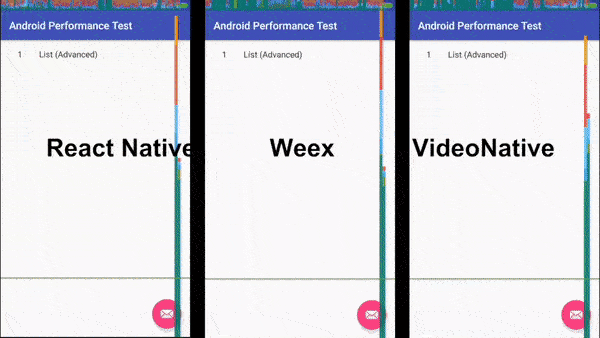 Android Performance Test
1 List (Advanced)
React Native
Android Performance Test
1 List (Advanced)
Weex
Android Performance Test
1 List (Advanced)
VideoNative